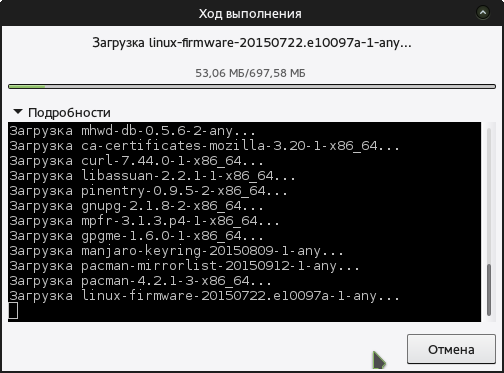 Ход выполнения
Загрузка linux-firmware-20150722.e10097a-1-any...
53,06 МБ/697,58 МБ
Подробности
Загрузка mhwd-db-0.5.6-2-any...
Загрузка ca-certificates-mozilla-3.20-1-x86_64...
Загрузка curl-7.44.0-1-x86_64...
Загрузка libassuan-2.2.1-1-x86_64...
Загрузка pinentry-0.9.5-2-x86_64...
Загрузка gnupg-2.1.8-2-x86_64...
Загрузка mpfr-3.1.3.p4-1-x86_64...
Загрузка gpgme-1.6.0-1-x86_64...
Загрузка manjaro-keyring-20150809-1-any...
Загрузка pacman-mirrorlist-20150912-1-any...
Загрузка pacman-4.2.1-3-x86_64...
Загрузка linux-firmware-20150722.e10097a-1-any...
Отмена